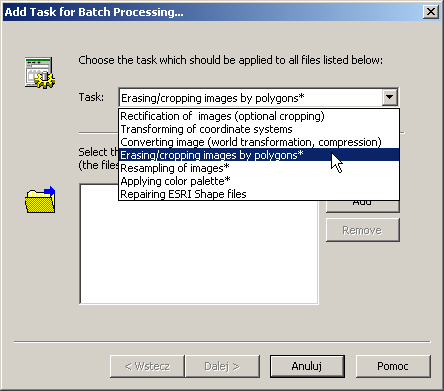 Add Task for Batch Processing...
Choose the task which should be applied to all files listed below:
Task:
Erasing/cropping images by polygons*
Rectification of images (optional cropping)
Transforming of coordinate systems
Converting image (world transformation, compression)
Erasing/cropping images by polygons*
Resampling of images*
Applying color palette*
Repairing ESRI Shape files
Select th
(the files
Add
Remove
< Wstecz
Dalej >
Anuluj
Pomoc